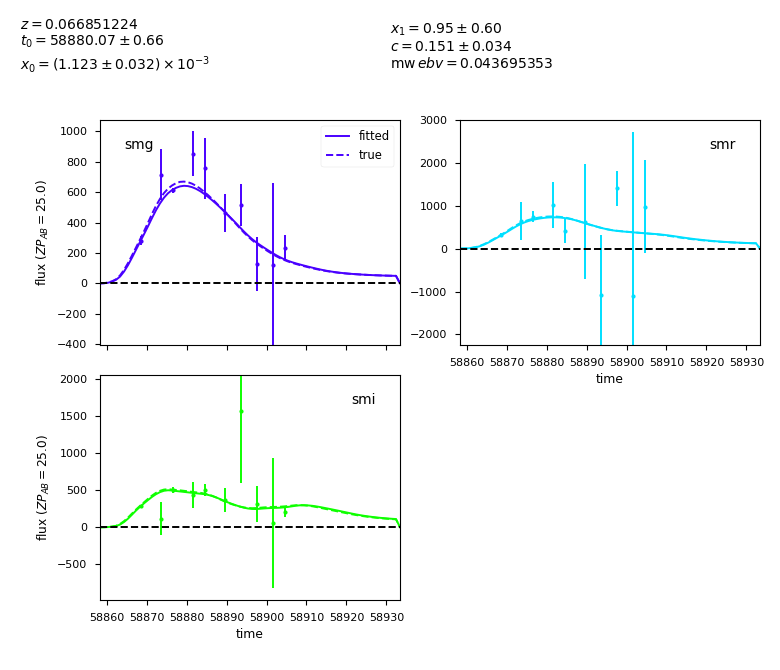 z = 0.066851224
t₀ = 58880.07 ± 0.66
x₀ = (1.123 ± 0.032) × 10⁻³
x₁ = 0.95 ± 0.60
c = 0.151 ± 0.034
mw ebv = 0.043695353
smg
fitted
true
1000
800
600
400
200
0
−200
−400
flux (ZP_AB = 25.0)
smr
3000
2000
1000
0
−1000
−2000
58860 58870 58880 58890 58900 58910 58920 58930
time
smi
2000
1500
1000
500
0
−500
flux (ZP_AB = 25.0)
58860 58870 58880 58890 58900 58910 58920 58930
time